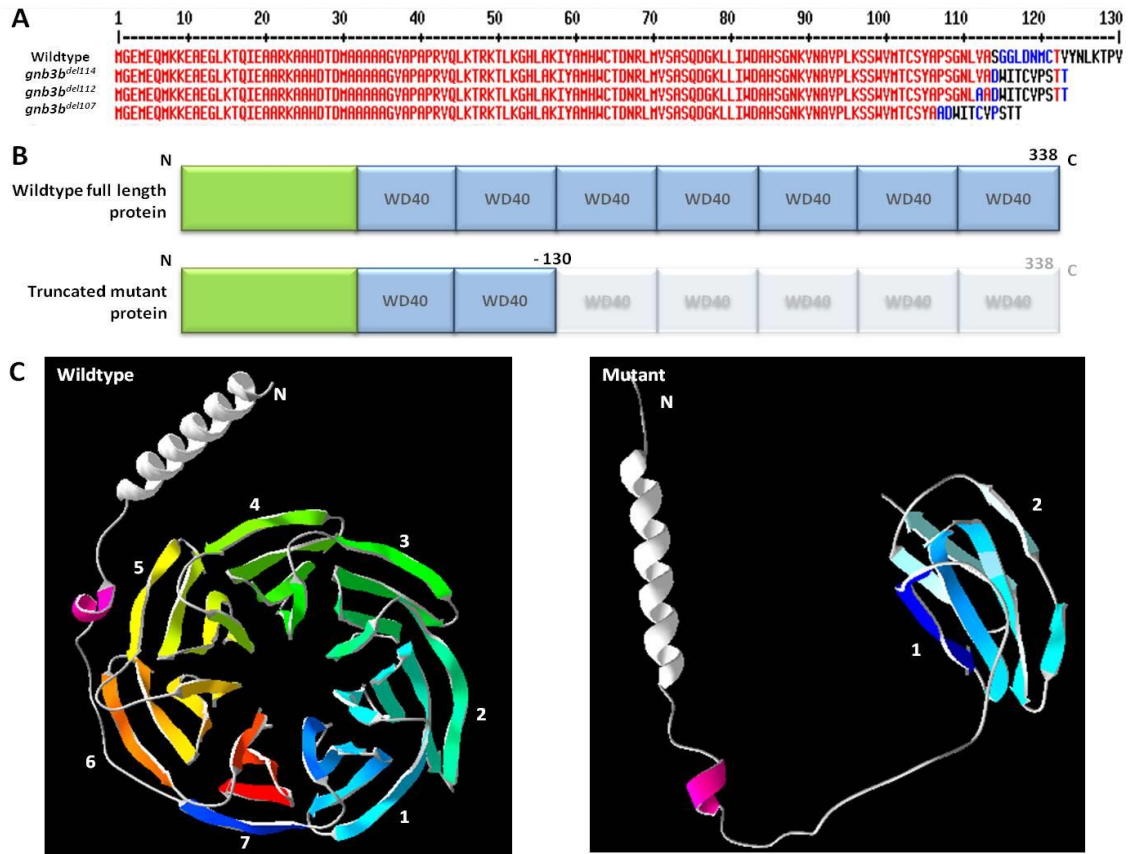 A
1 10 20 30 40 50 60 70 80 90 100 110 120 130
Wildtype MGEMEQMKKEAEGLKTQIEAARKAAHDTDMAAAAAGVAPAPRVQLKTRKTLKGHLAKIYAMHWCTDNRLMVSASQDGKLLIWDAHSGNKVNAVPLKSSWVMTCSYAPSGNLVASGGLDNMCTVYNLKTPV
gnb3b del114 MGEMEQMKKEAEGLKTQIEAARKAAHDTDMAAAAAGVAPAPRVQLKTRKTLKGHLAKIYAMHWCTDNRLMVSASQDGKLLIWDAHSGNKVNAVPLKSSWVMTCSYAPSGNLVADWITCVPSTT
gnb3b del112 MGEMEQMKKEAEGLKTQIEAARKAAHDTDMAAAAAGVAPAPRVQLKTRKTLKGHLAKIYAMHWCTDNRLMVSASQDGKLLIWDAHSGNKVNAVPLKSSWVMTCSYAPSGNLAADWITCVPSTT
gnb3b del107 MGEMEQMKKEAEGLKTQIEAARKAAHDTDMAAAAAGVAPAPRVQLKTRKTLKGHLAKIYAMHWCTDNRLMVSASQDGKLLIWDAHSGNKVNAVPLKSSWVMTCSYAADWITCVPSTT
B
N 338 C
Wildtype full length
protein
WD40 WD40 WD40 WD40 WD40 WD40 WD40
N - 130 338 C
Truncated mutant
protein
WD40 WD40 WD40 WD40 WD40 WD40 WD40
C
Wildtype
N
4
3
5
2
6
1
7
Mutant
N
2
1